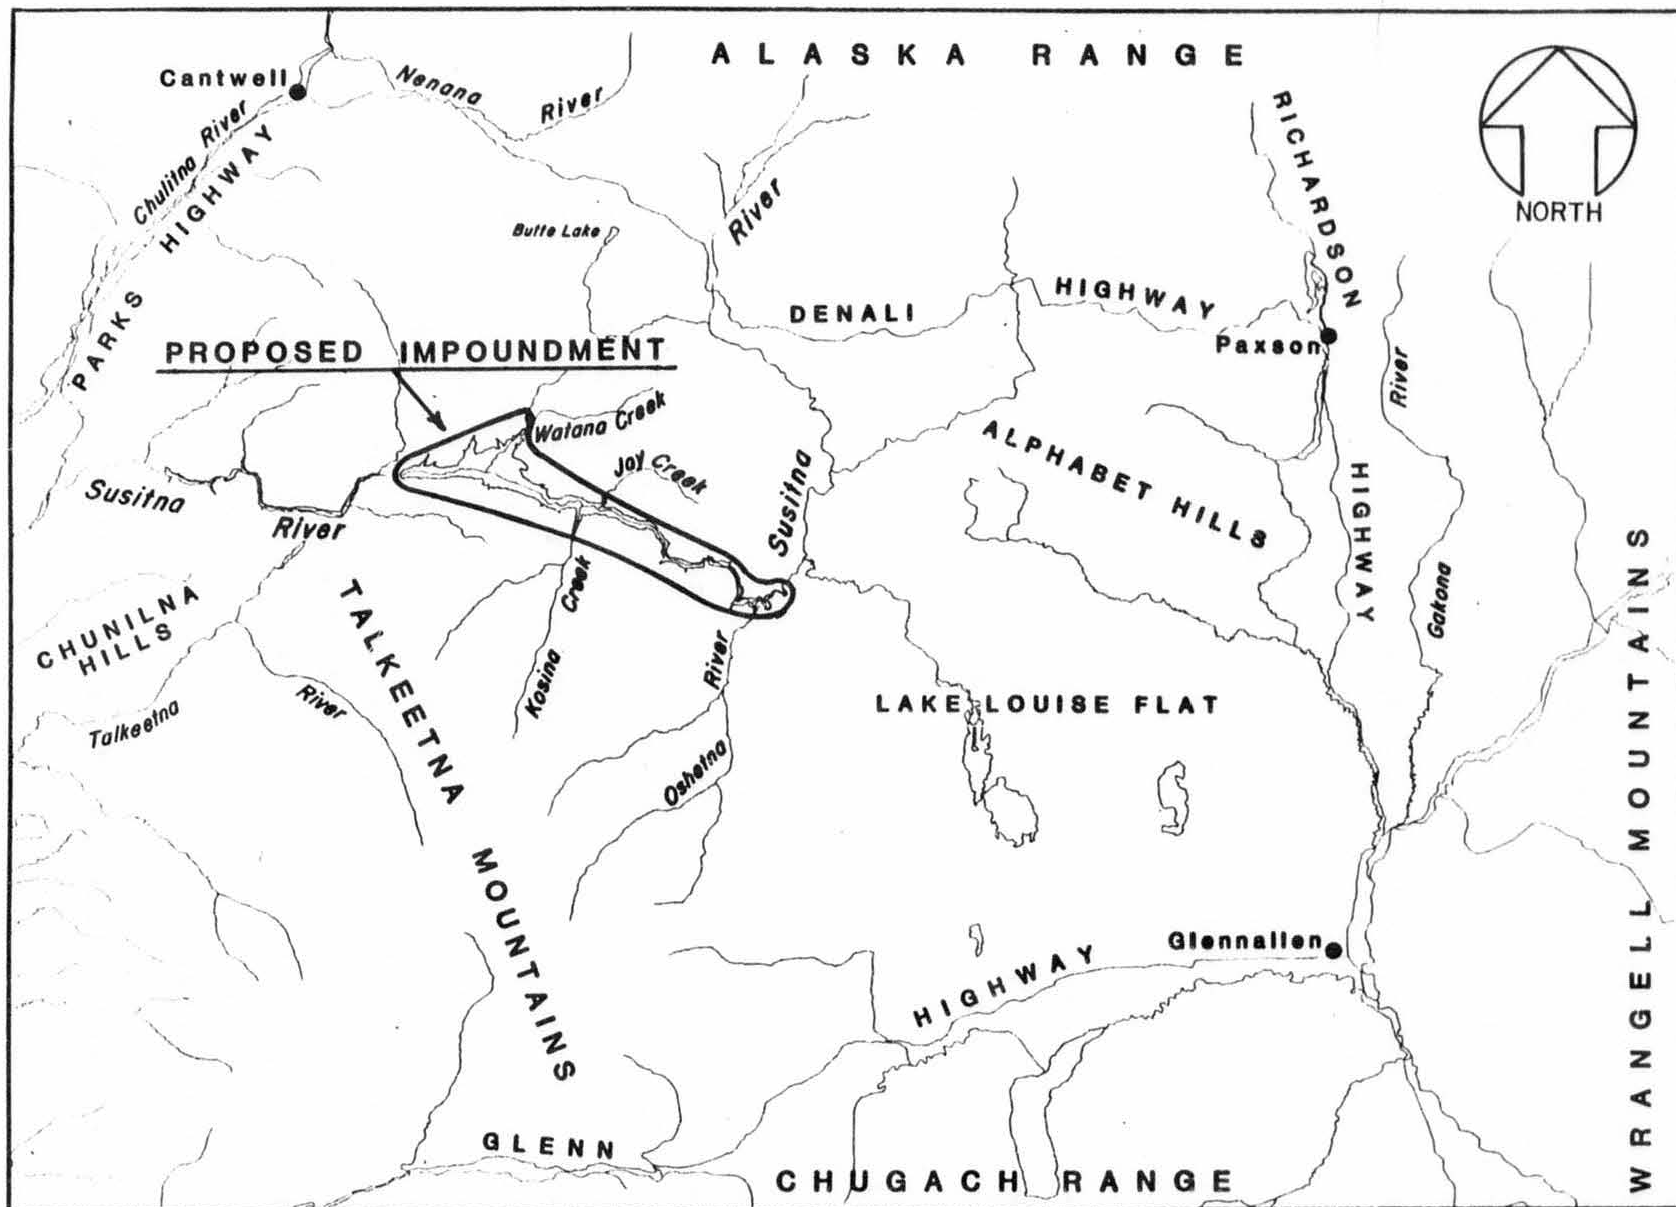 ALASKA RANGE
Cantwell
Nenana River
Chulitna River
PARKS HIGHWAY
RICHARDSON HIGHWAY
NORTH
River
Butte Lake
DENALI HIGHWAY
Paxson
PROPOSED IMPOUNDMENT
Watana Creek
Jay Creek
Susitna River
Susitna
ALPHABET HILLS
Gakona River
CHUNILNA
HILLS
Talkeetna River
TALKEETNA MOUNTAINS
Kosina Creek
Oshetna River
LAKE LOUISE FLAT
WRANGELL MOUNTAINS
Glennallen
GLENN HIGHWAY
CHUGACH RANGE